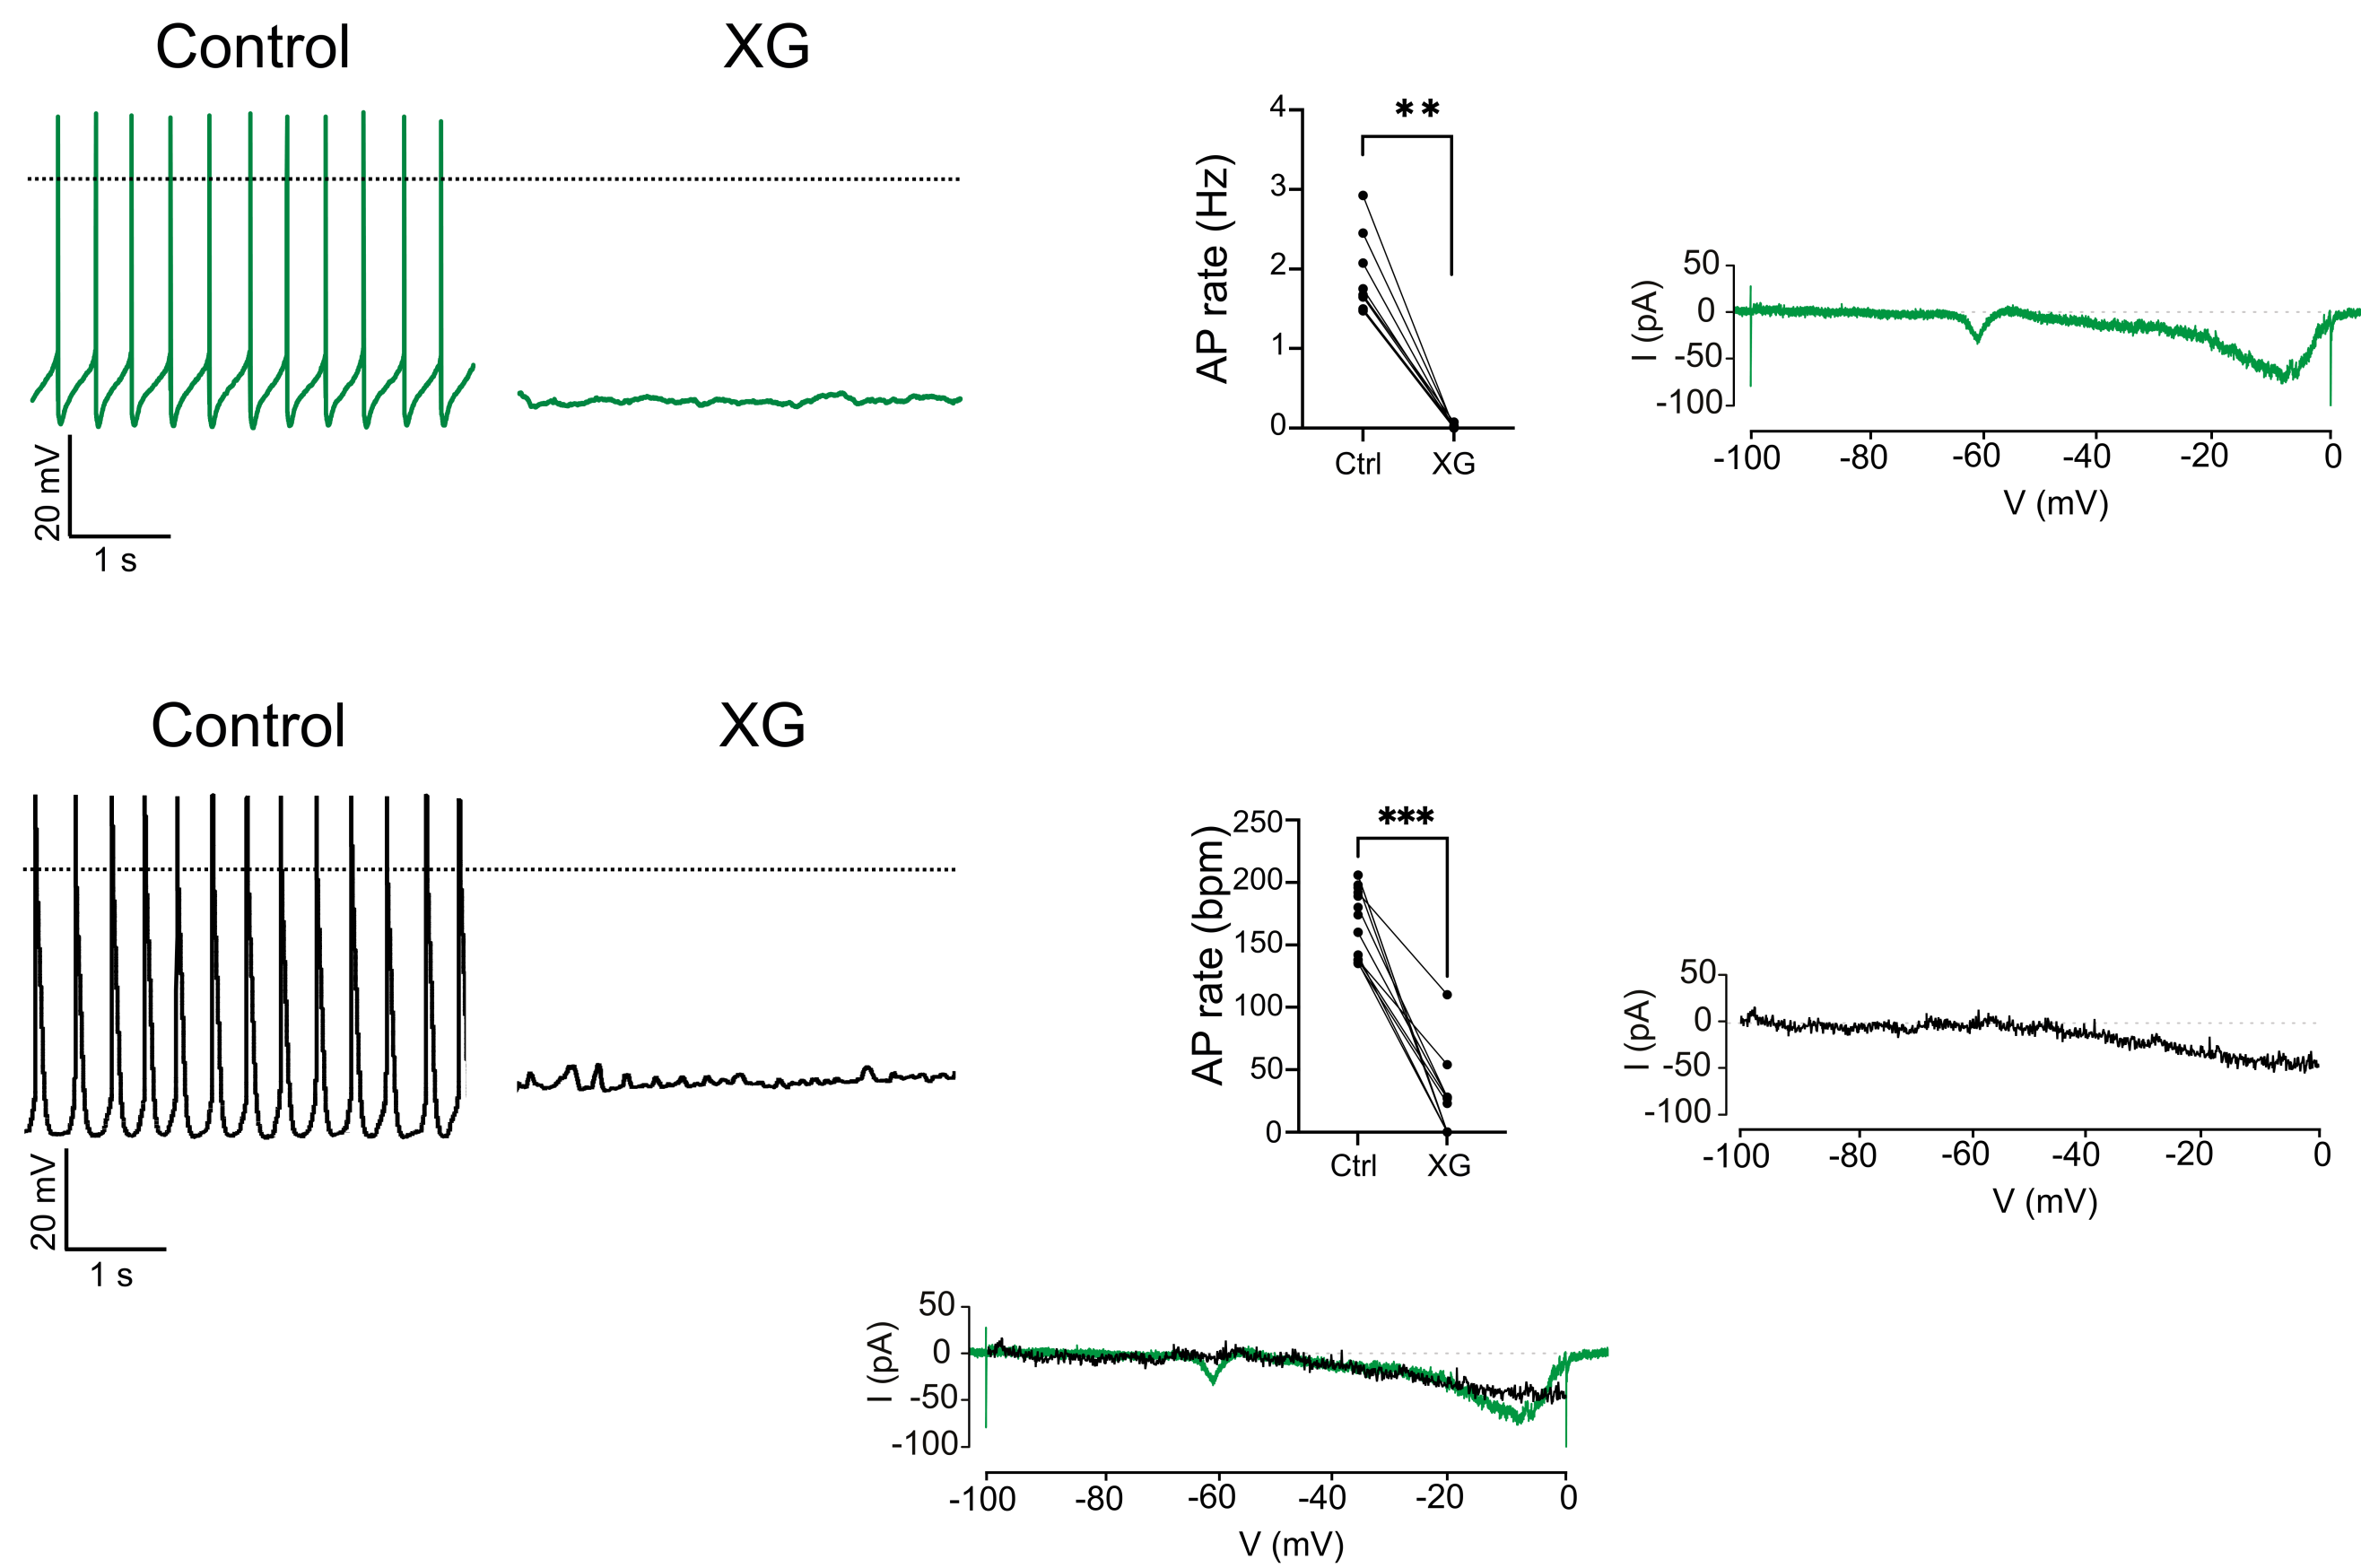 Control XG
20 mV
1 s
AP rate (Hz)
4
3
2
1
0
**
Ctrl XG
I (pA)
50
0
-50
-100
-100 -80 -60 -40 -20 0
V (mV)
Control XG
20 mV
1 s
AP rate (bpm)
250
200
150
100
50
0
***
Ctrl XG
I (pA)
50
0
-50
-100
-100 -80 -60 -40 -20 0
V (mV)
I (pA)
50
0
-50
-100
-100 -80 -60 -40 -20 0
V (mV)